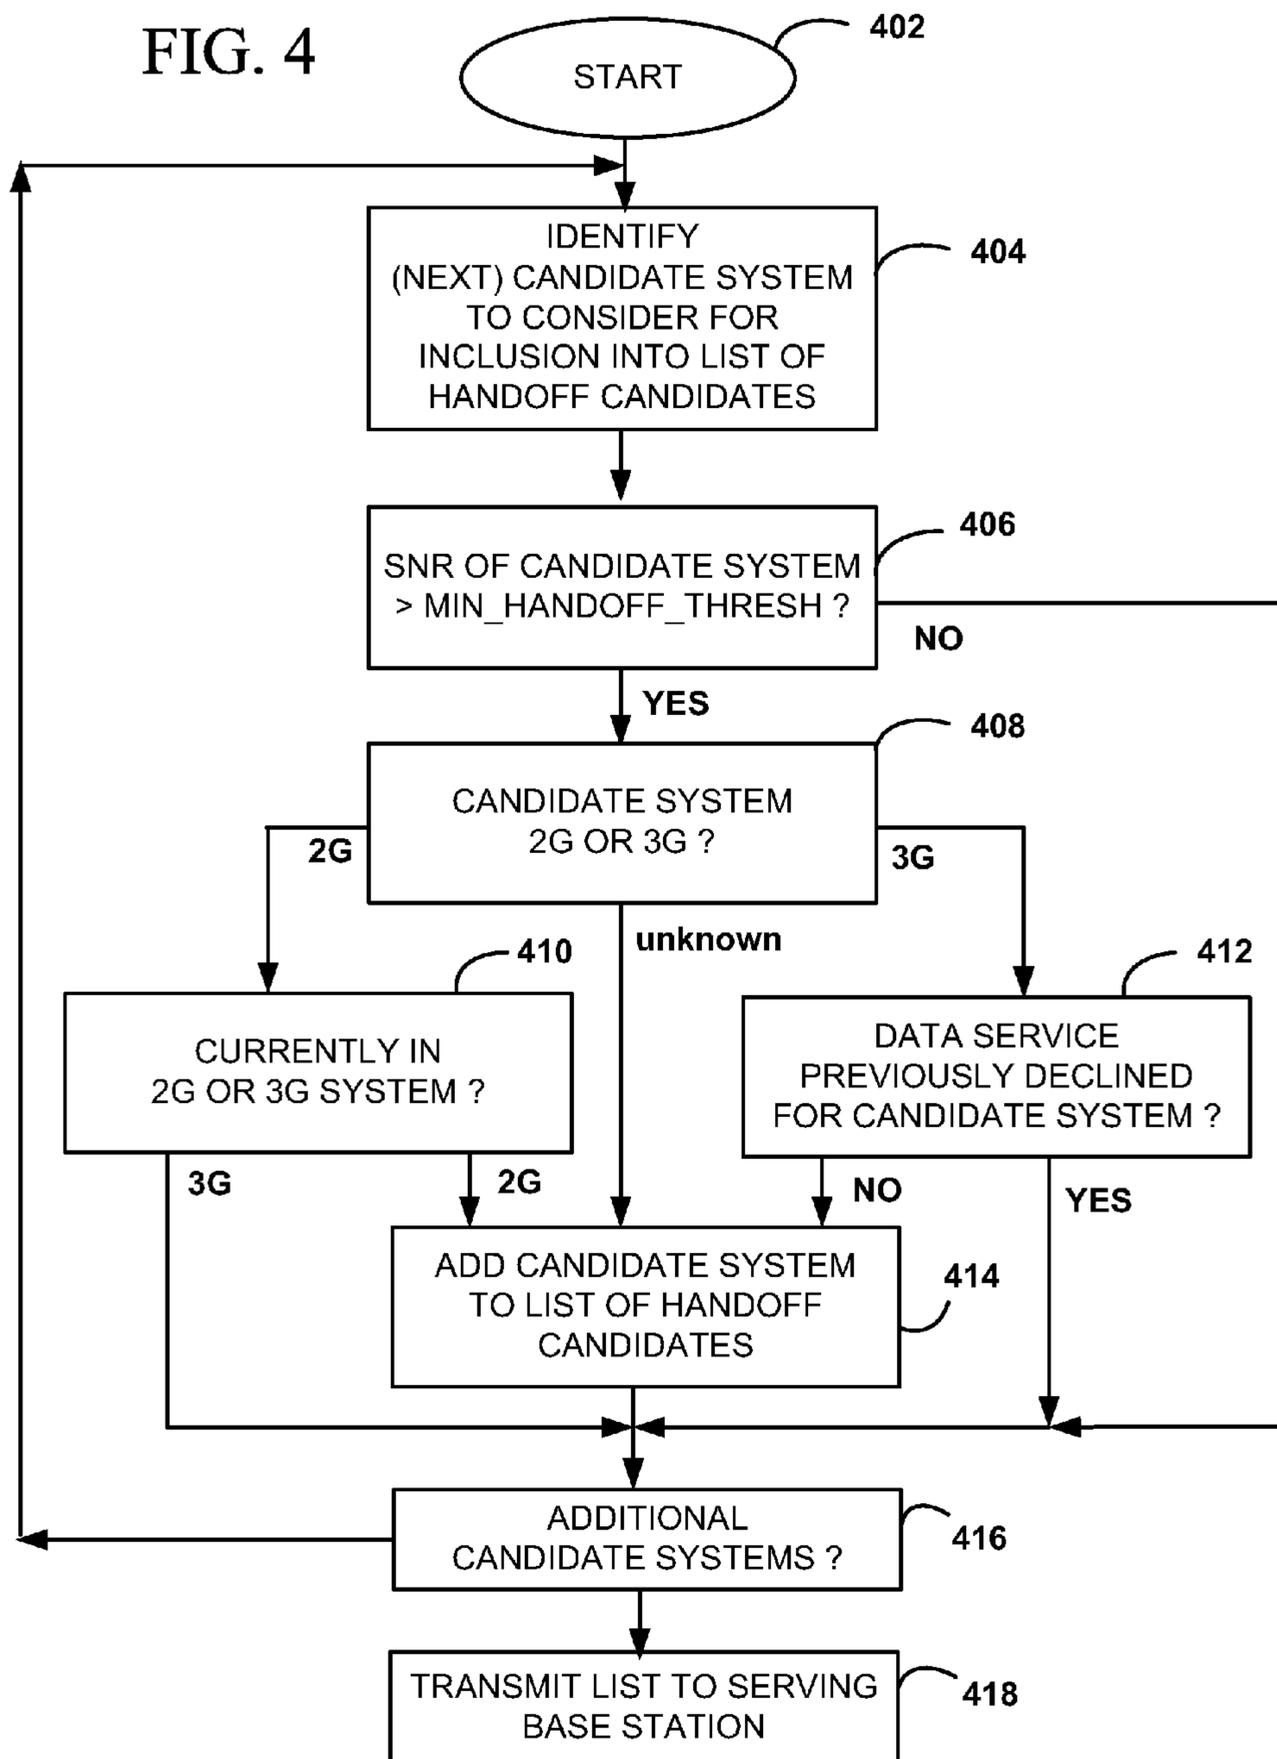 FIG. 4
402
START
IDENTIFY
(NEXT) CANDIDATE SYSTEM
TO CONSIDER FOR
INCLUSION INTO LIST OF
HANDOFF CANDIDATES
404
SNR OF CANDIDATE SYSTEM
> MIN_HANDOFF_THRESH ?
406
NO
YES
408
CANDIDATE SYSTEM
2G OR 3G ?
2G
3G
unknown
410
CURRENTLY IN
2G OR 3G SYSTEM ?
412
DATA SERVICE
PREVIOUSLY DECLINED
FOR CANDIDATE SYSTEM ?
3G
2G
NO
YES
ADD CANDIDATE SYSTEM
TO LIST OF HANDOFF
CANDIDATES
414
ADDITIONAL
CANDIDATE SYSTEMS ?
416
TRANSMIT LIST TO SERVING
BASE STATION
418